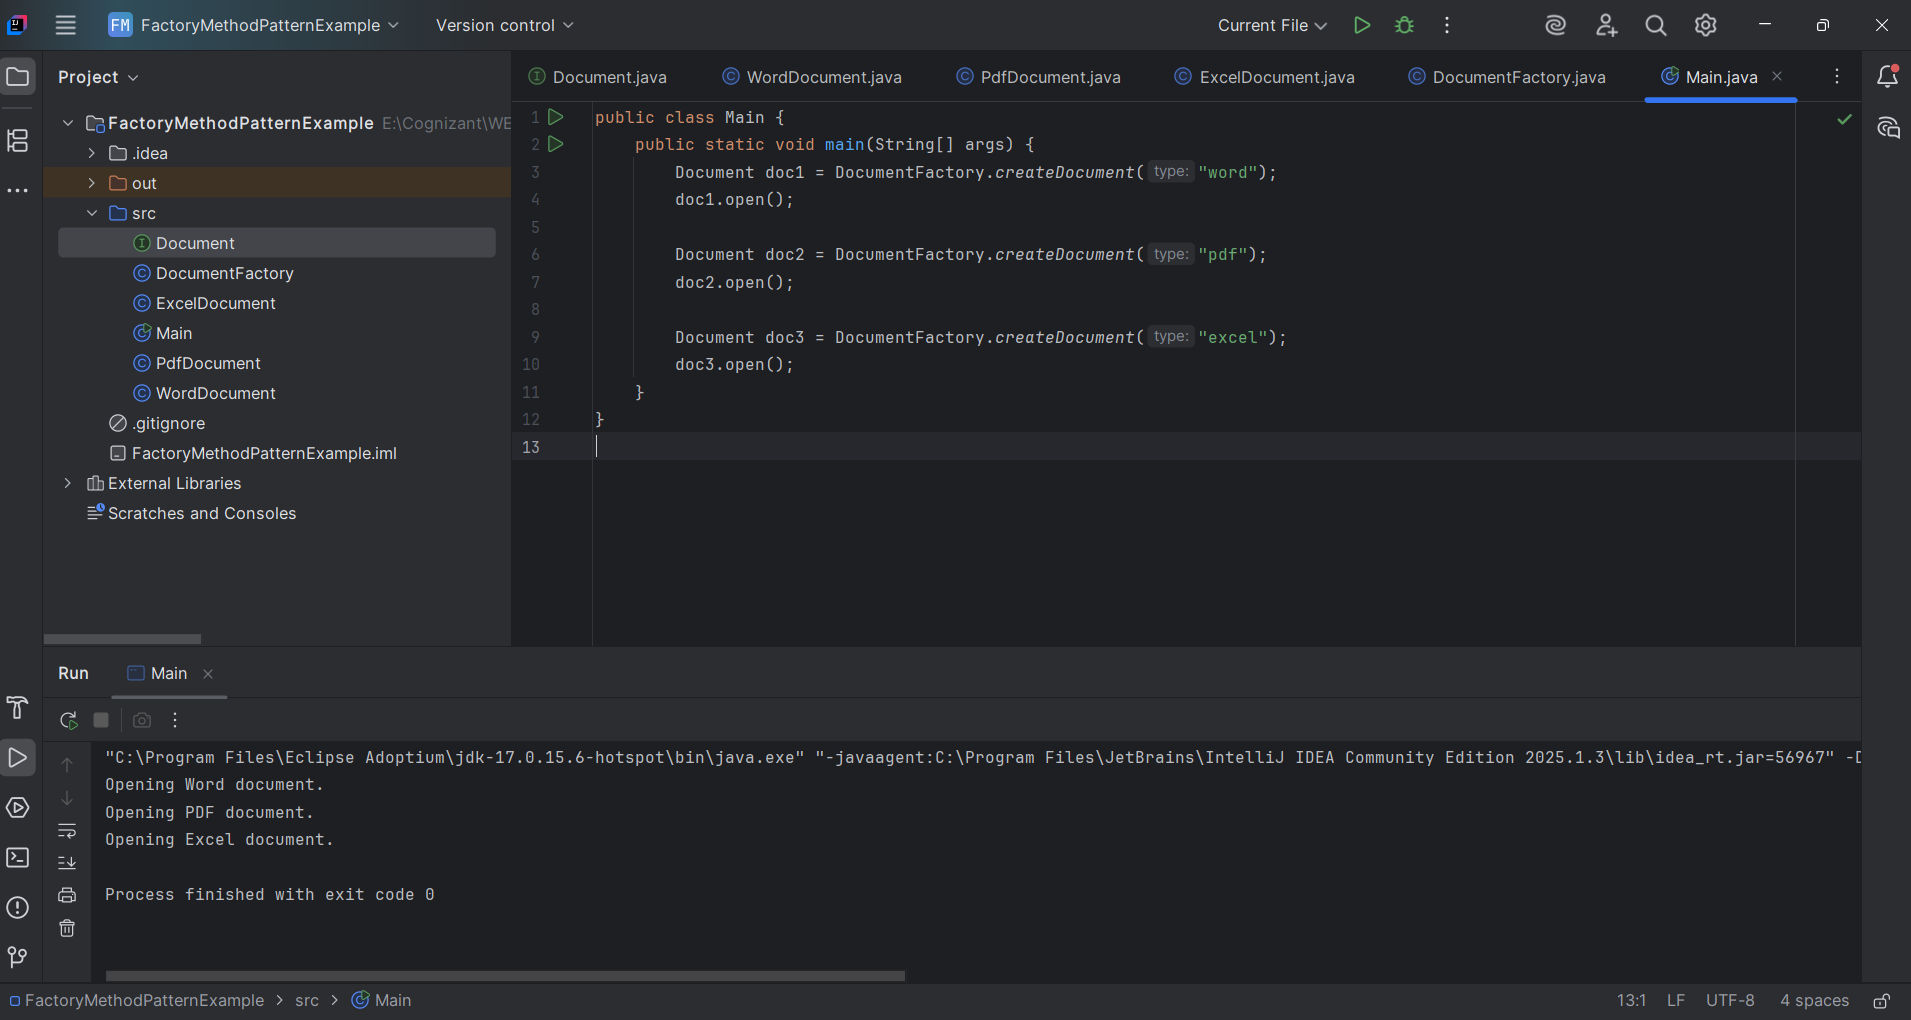 FM FactoryMethodPatternExample Version control Current File
Project
Document.java WordDocument.java PdfDocument.java ExcelDocument.java DocumentFactory.java Main.java
FactoryMethodPatternExample E:\Cognizant\WE
.idea
out
src
Document
DocumentFactory
ExcelDocument
Main
PdfDocument
WordDocument
.gitignore
FactoryMethodPatternExample.iml
External Libraries
Scratches and Consoles
1 public class Main {
2 public static void main(String[] args) {
3 Document doc1 = DocumentFactory.createDocument( type: "word");
4 doc1.open();
5
6 Document doc2 = DocumentFactory.createDocument( type: "pdf");
7 doc2.open();
8
9 Document doc3 = DocumentFactory.createDocument( type: "excel");
10 doc3.open();
11 }
12 }
13
Run Main
"C:\Program Files\Eclipse Adoptium\jdk-17.0.15.6-hotspot\bin\java.exe" "-javaagent:C:\Program Files\JetBrains\IntelliJ IDEA Community Edition 2025.1.3\lib\idea_rt.jar=56967" -D
Opening Word document.
Opening PDF document.
Opening Excel document.
Process finished with exit code 0
FactoryMethodPatternExample > src > Main 13:1 LF UTF-8 4 spaces